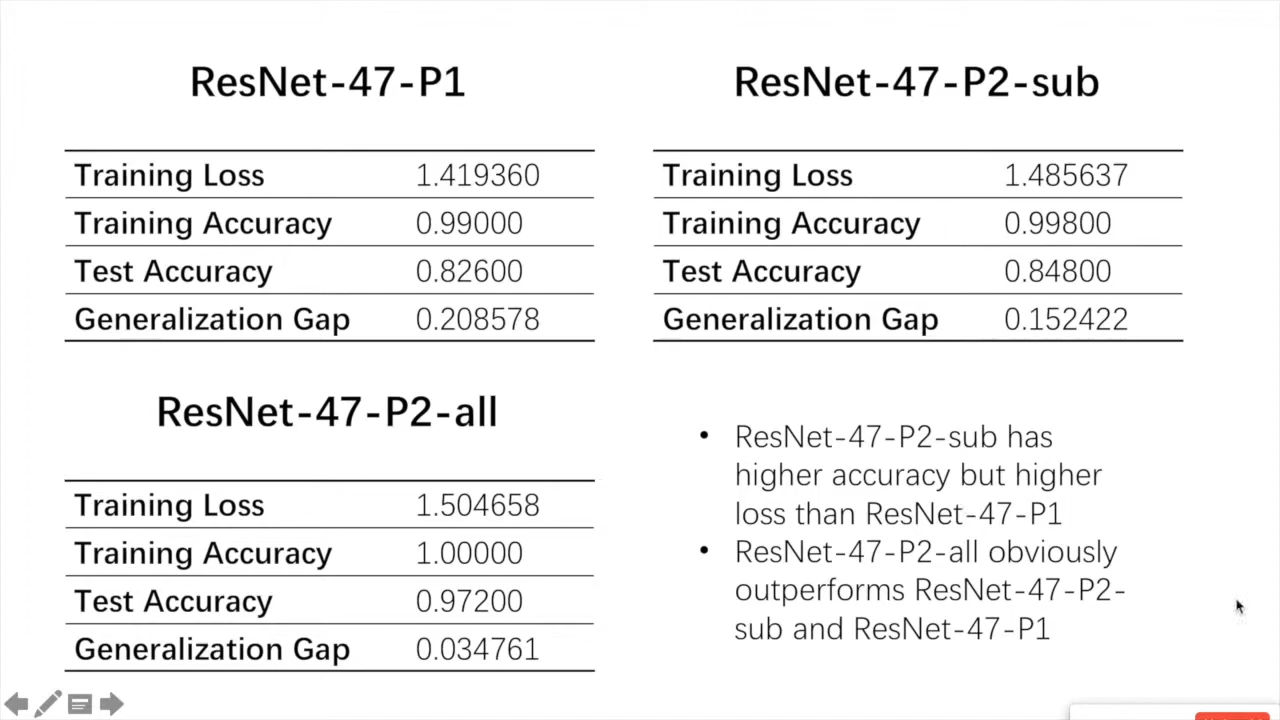 ResNet-47-P1
Training Loss 1.419360
Training Accuracy 0.99000
Test Accuracy 0.82600
Generalization Gap 0.208578
ResNet-47-P2-sub
Training Loss 1.485637
Training Accuracy 0.99800
Test Accuracy 0.84800
Generalization Gap 0.152422
ResNet-47-P2-all
Training Loss 1.504658
Training Accuracy 1.00000
Test Accuracy 0.97200
Generalization Gap 0.034761
• ResNet-47-P2-sub has
higher accuracy but higher
loss than ResNet-47-P1
• ResNet-47-P2-all obviously
outperforms ResNet-47-P2-
sub and ResNet-47-P1